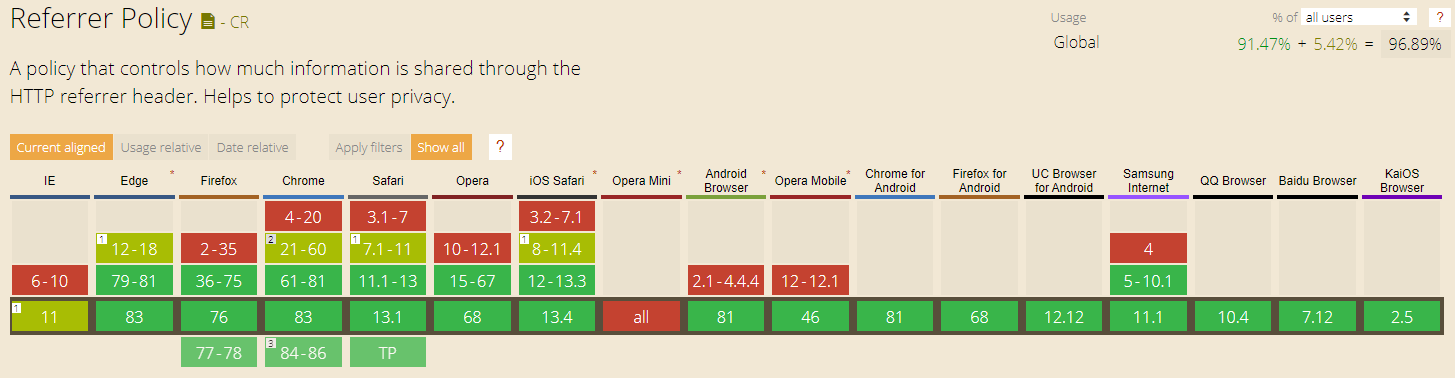 Referrer Policy - CR
Usage % of all users ?
Global 91.47% + 5.42% = 96.89%
A policy that controls how much information is shared through the
HTTP referrer header. Helps to protect user privacy.
Current aligned Usage relative Date relative Apply filters Show all ?
IE Edge * Firefox Chrome Safari Opera iOS Safari * Opera Mini * Android Browser * Opera Mobile * Chrome for Android Firefox for Android UC Browser for Android Samsung Internet QQ Browser Baidu Browser KaiOS Browser
4-20 3.1-7 3.2-7.1
1 12-18 2-35 2 21-60 1 7.1-11 10-12.1 1 8-11.4 4
6-10 79-81 36-75 61-81 11.1-13 15-67 12-13.3 2.1-4.4.4 12-12.1 5-10.1
1 11 83 76 83 13.1 68 13.4 all 81 46 81 68 12.12 11.1 10.4 7.12 2.5
77-78 3 84-86 TP